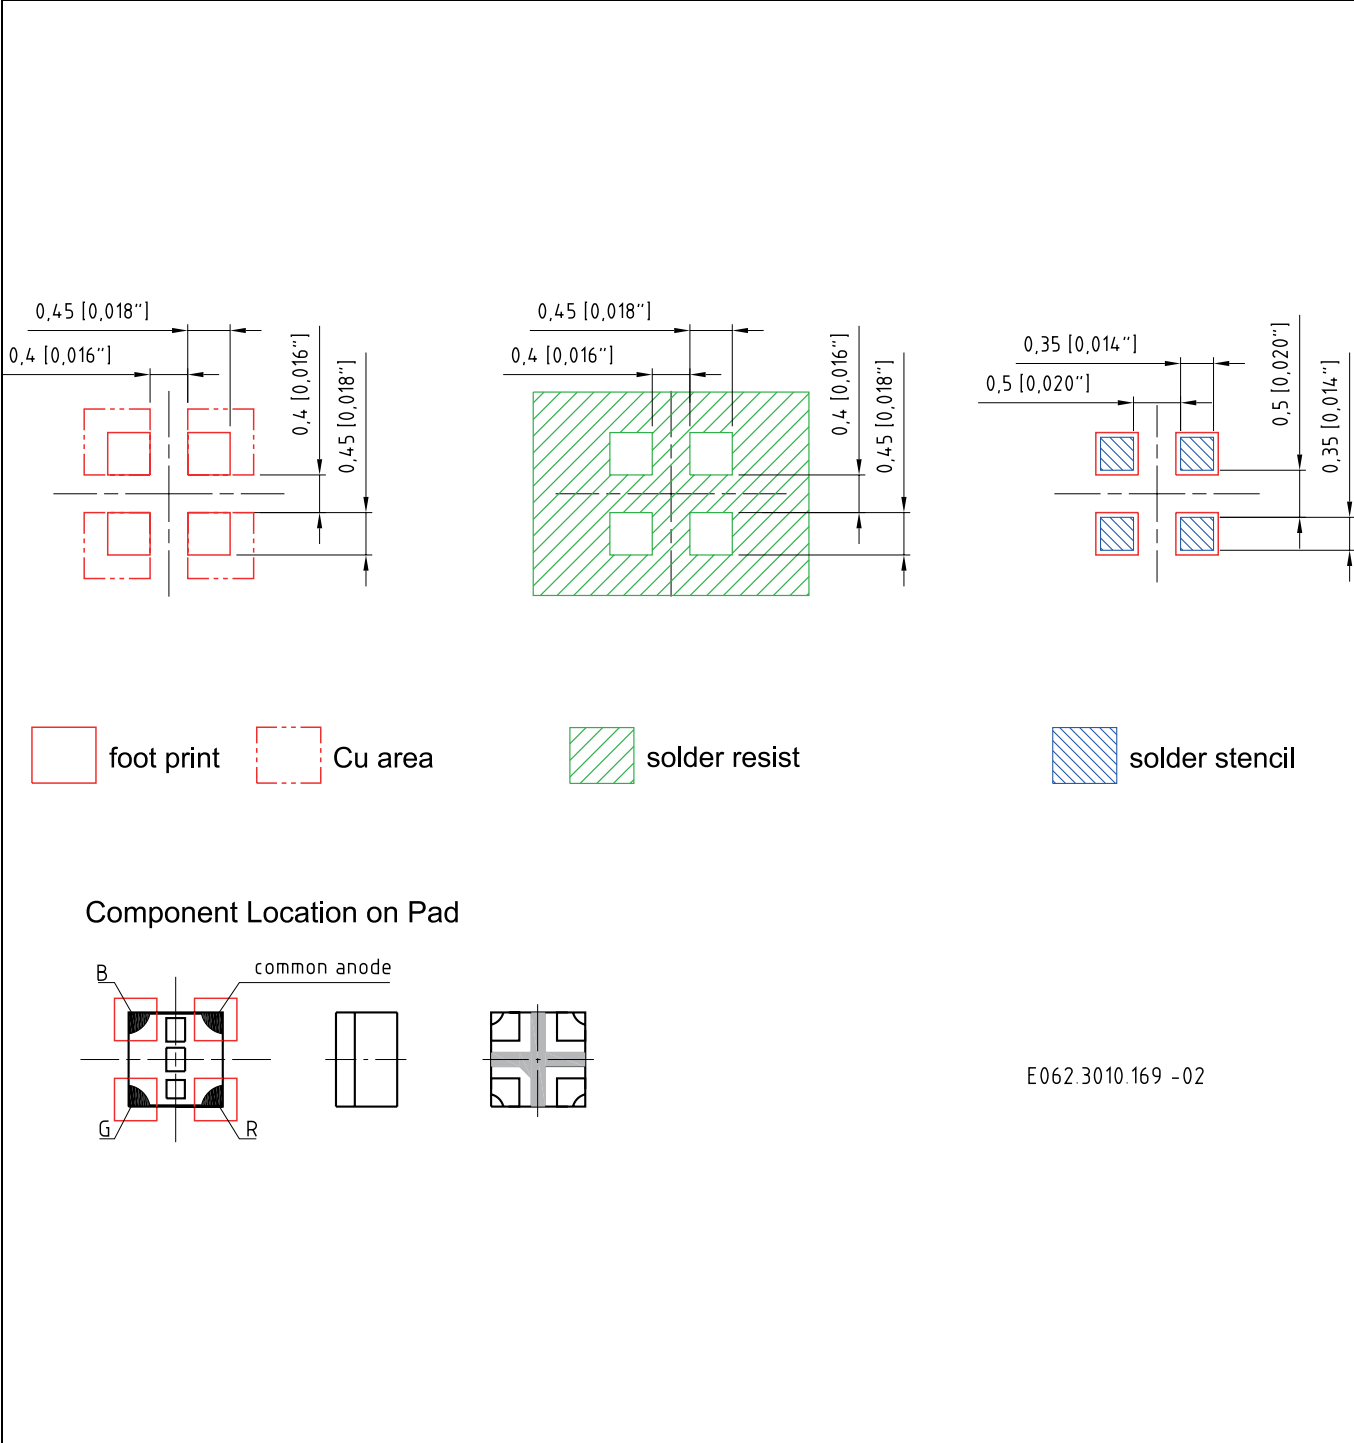 0,45 [0,018"]
0,4 [0,016"]
0,4 [0,016"]
0,45 [0,018"]
0,45 [0,018"]
0,4 [0,016"]
0,4 [0,016"]
0,45 [0,018"]
0,35 [0,014"]
0,5 [0,020"]
0,5 [0,020"]
0,35 [0,014"]
foot print
Cu area
solder resist
solder stencil
Component Location on Pad
B
common anode
G
R
E062.3010.169 -02